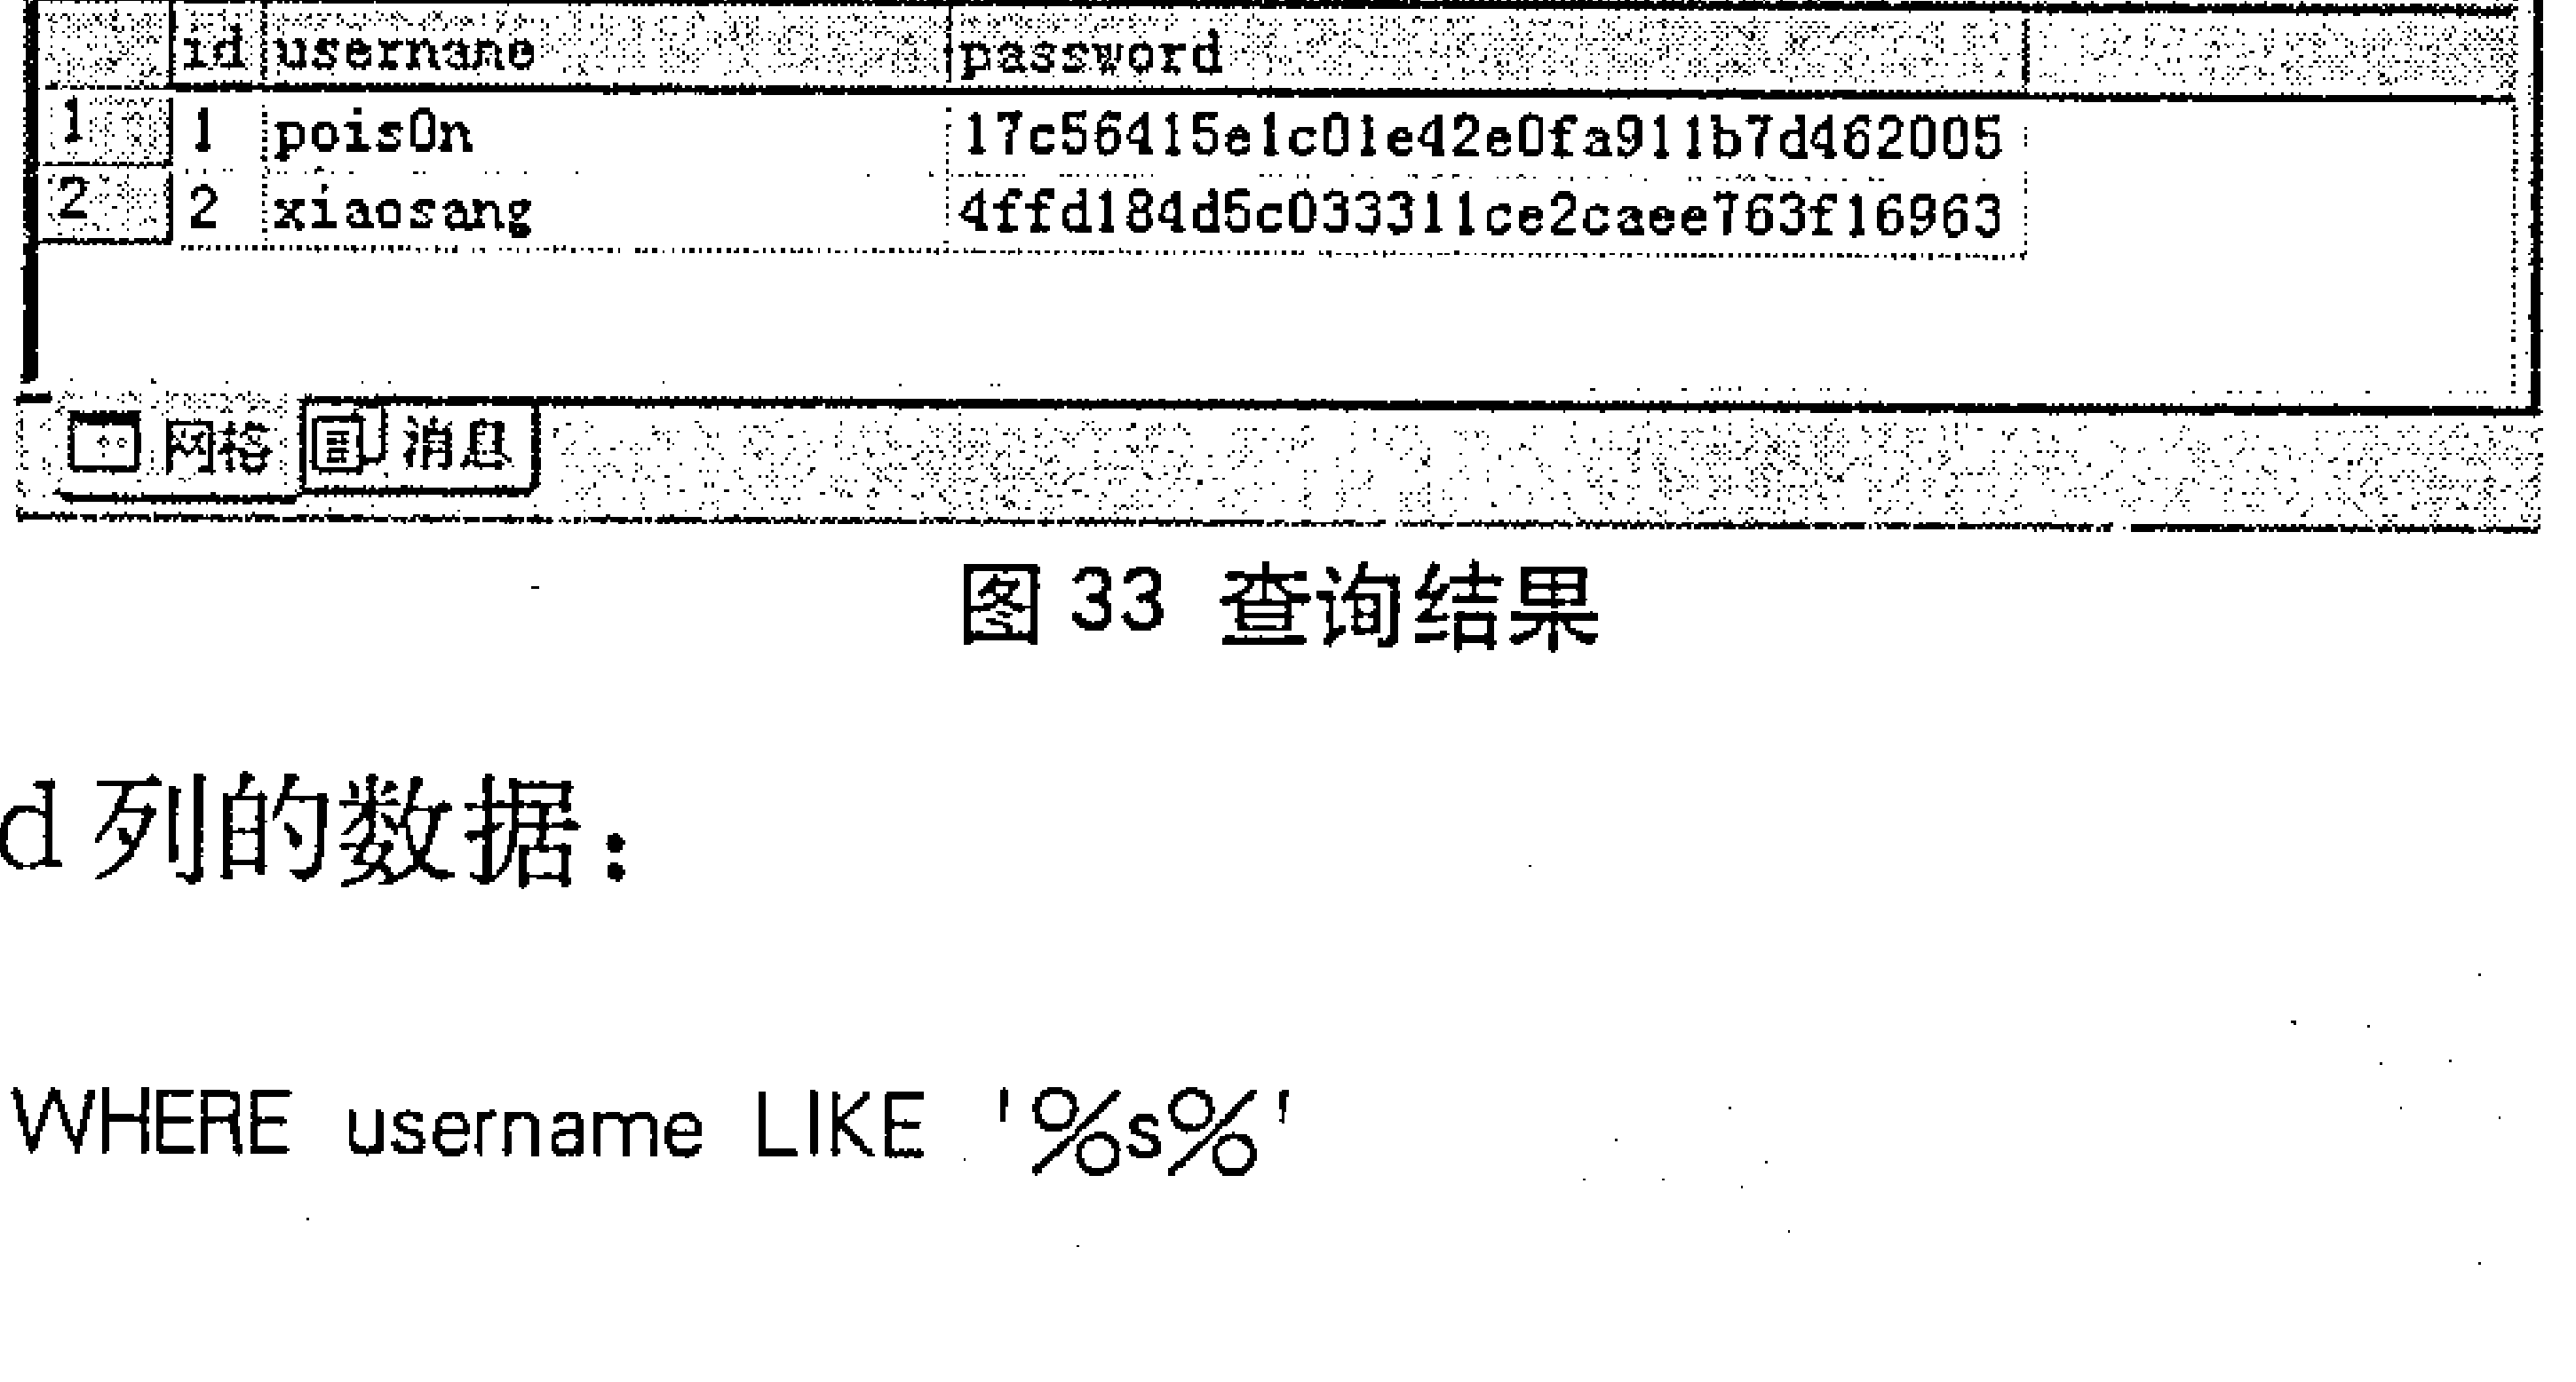 id username password
1 1 pois0n 17c56415e1c01e42e0fa911b7d462005
2 2 xiaosang 4ffd184d5c033311ce2caee763f16963
网格 消息
图 33 查询结果
d 列的数据：
WHERE username LIKE '%s%'